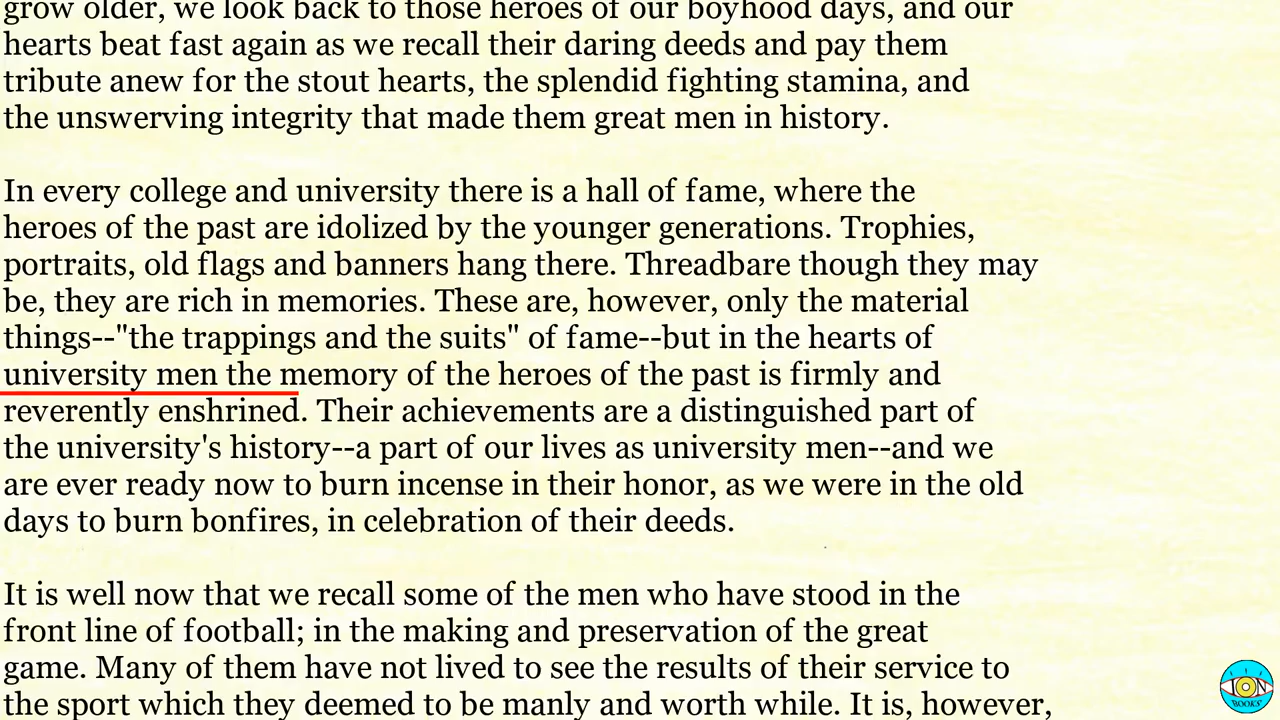 grow older, we look back to those heroes of our boyhood days, and our
hearts beat fast again as we recall their daring deeds and pay them
tribute anew for the stout hearts, the splendid fighting stamina, and
the unswerving integrity that made them great men in history.
In every college and university there is a hall of fame, where the
heroes of the past are idolized by the younger generations. Trophies,
portraits, old flags and banners hang there. Threadbare though they may
be, they are rich in memories. These are, however, only the material
things--"the trappings and the suits" of fame--but in the hearts of
university men the memory of the heroes of the past is firmly and
reverently enshrined. Their achievements are a distinguished part of
the university's history--a part of our lives as university men--and we
are ever ready now to burn incense in their honor, as we were in the old
days to burn bonfires, in celebration of their deeds.
It is well now that we recall some of the men who have stood in the
front line of football; in the making and preservation of the great
game. Many of them have not lived to see the results of their service to
the sport which they deemed to be manly and worth while. It is, however,
ION
BOOKS